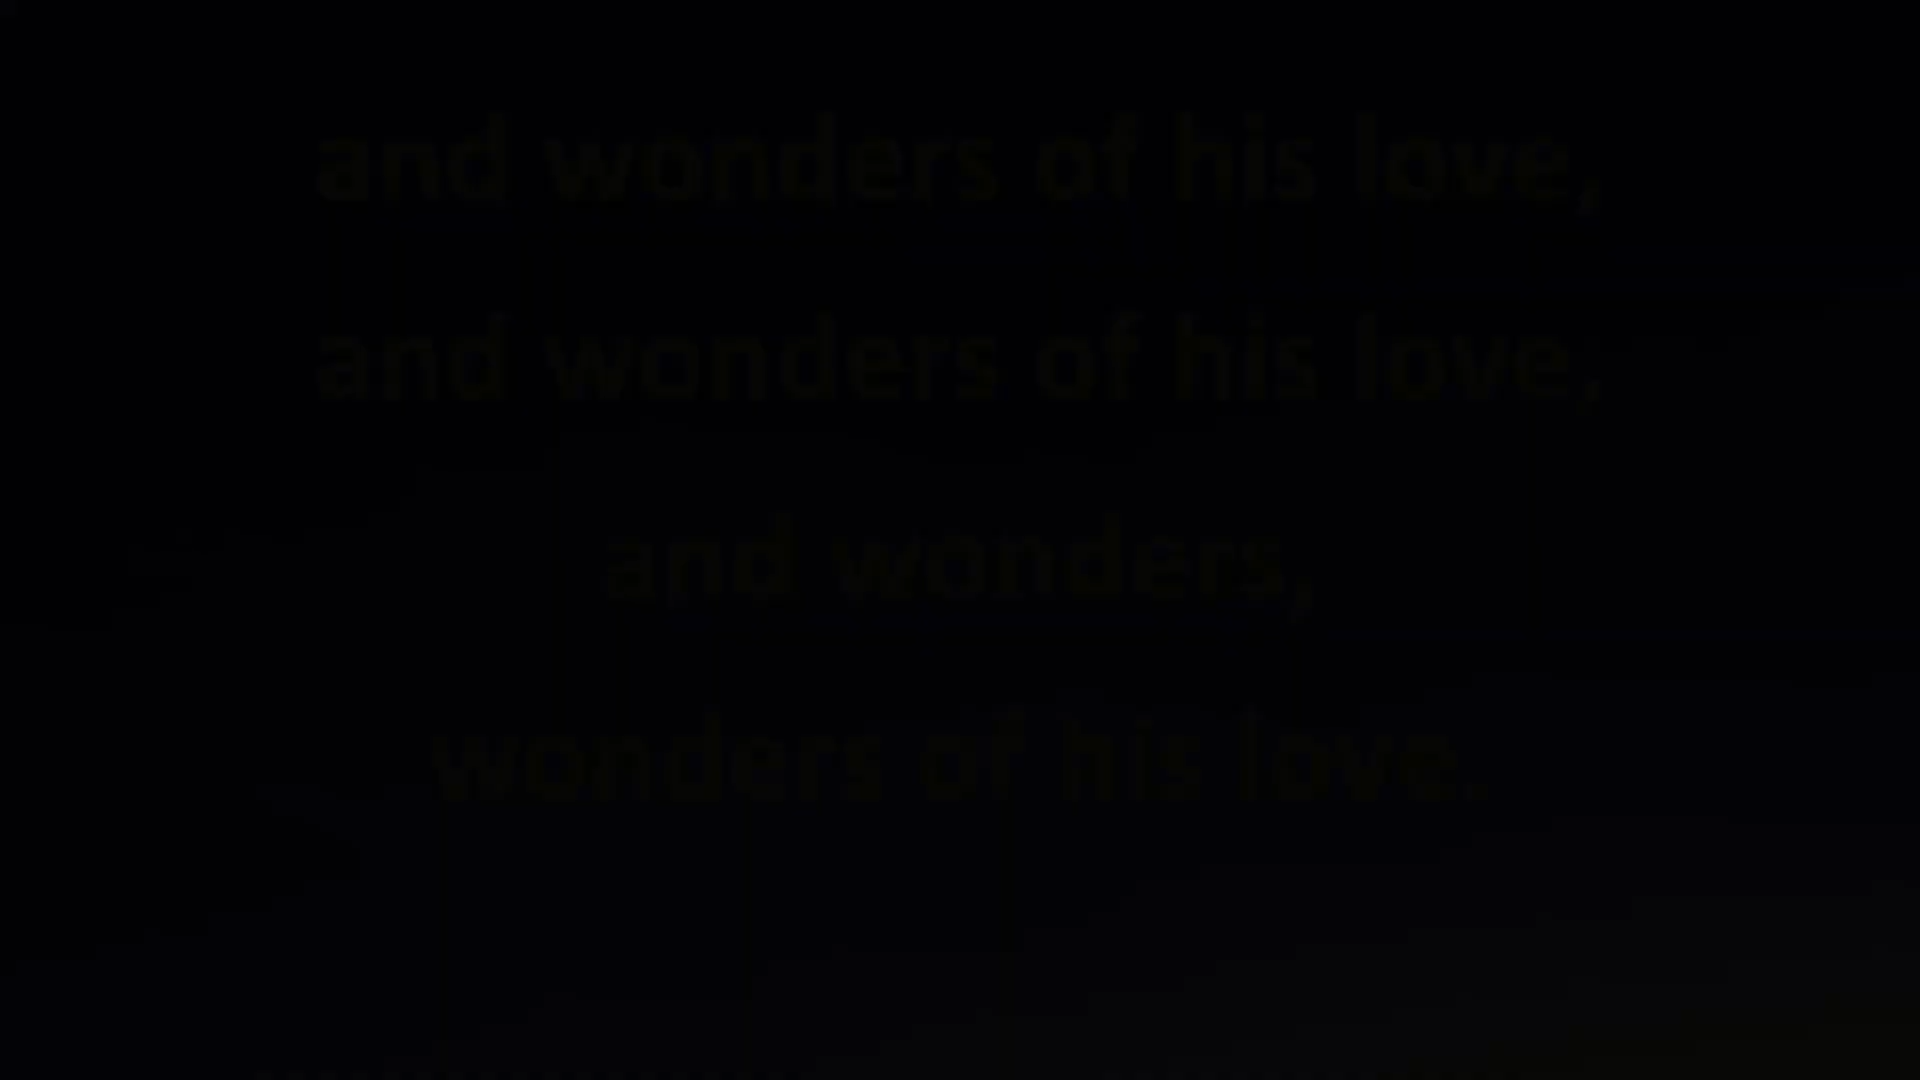 and wonders of his love,
and wonders of his love,
and wonders,
wonders of his love.